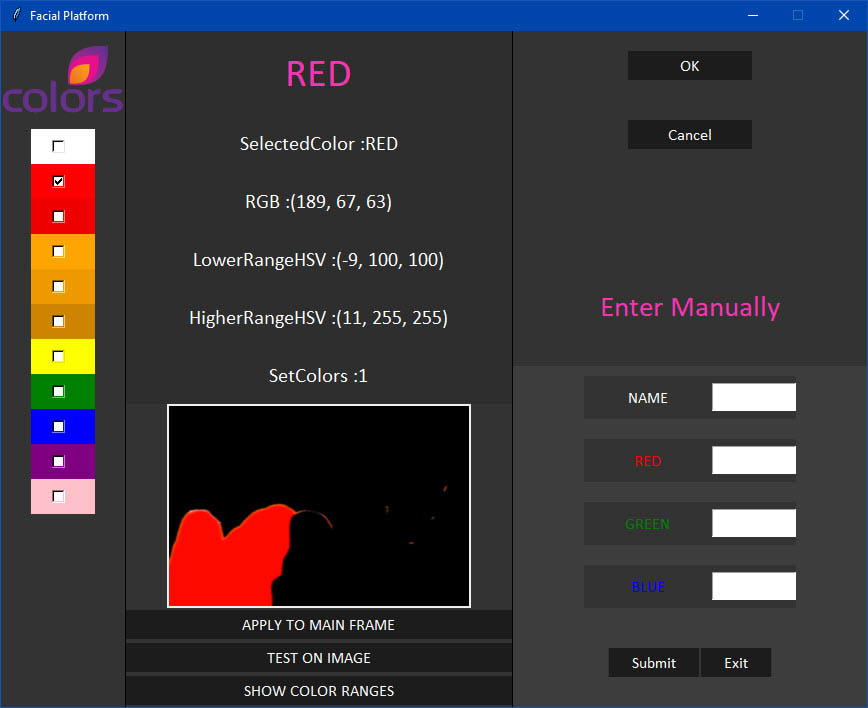 Facial Platform
colors
RED
SelectedColor :RED
RGB :(189, 67, 63)
LowerRangeHSV :(-9, 100, 100)
HigherRangeHSV :(11, 255, 255)
SetColors :1
APPLY TO MAIN FRAME
TEST ON IMAGE
SHOW COLOR RANGES
OK
Cancel
Enter Manually
NAME
RED
GREEN
BLUE
Submit Exit